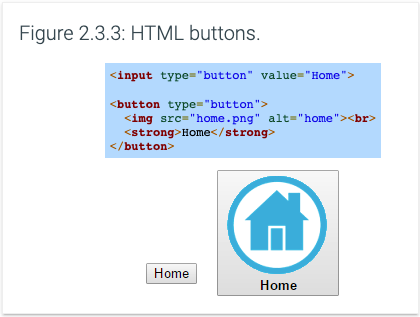 Figure 2.3.3: HTML buttons.
<input type="button" value="Home">
<button type="button">
<img src="home.png" alt="home"><br>
<strong>Home</strong>
</button>
Home
Home